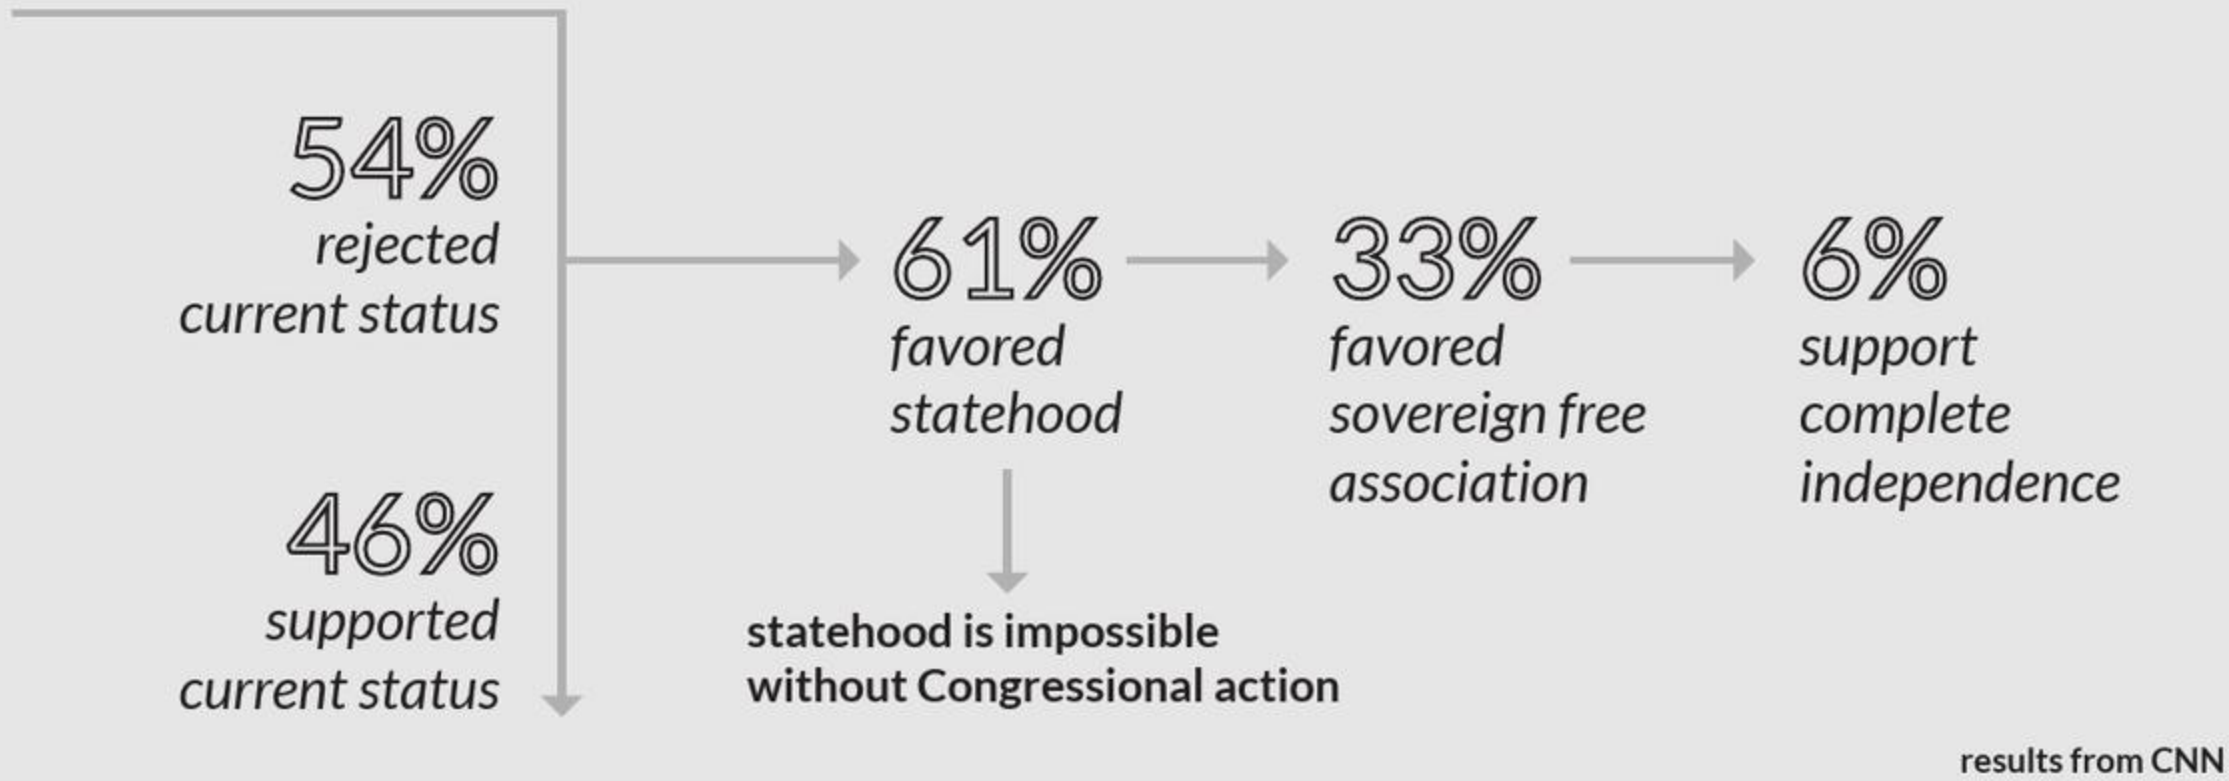 54%
rejected
current status
46%
supported
current status
61%
favored
statehood
33%
favored
sovereign free
association
6%
support
complete
independence
statehood is impossible
without Congressional action
results from CNN